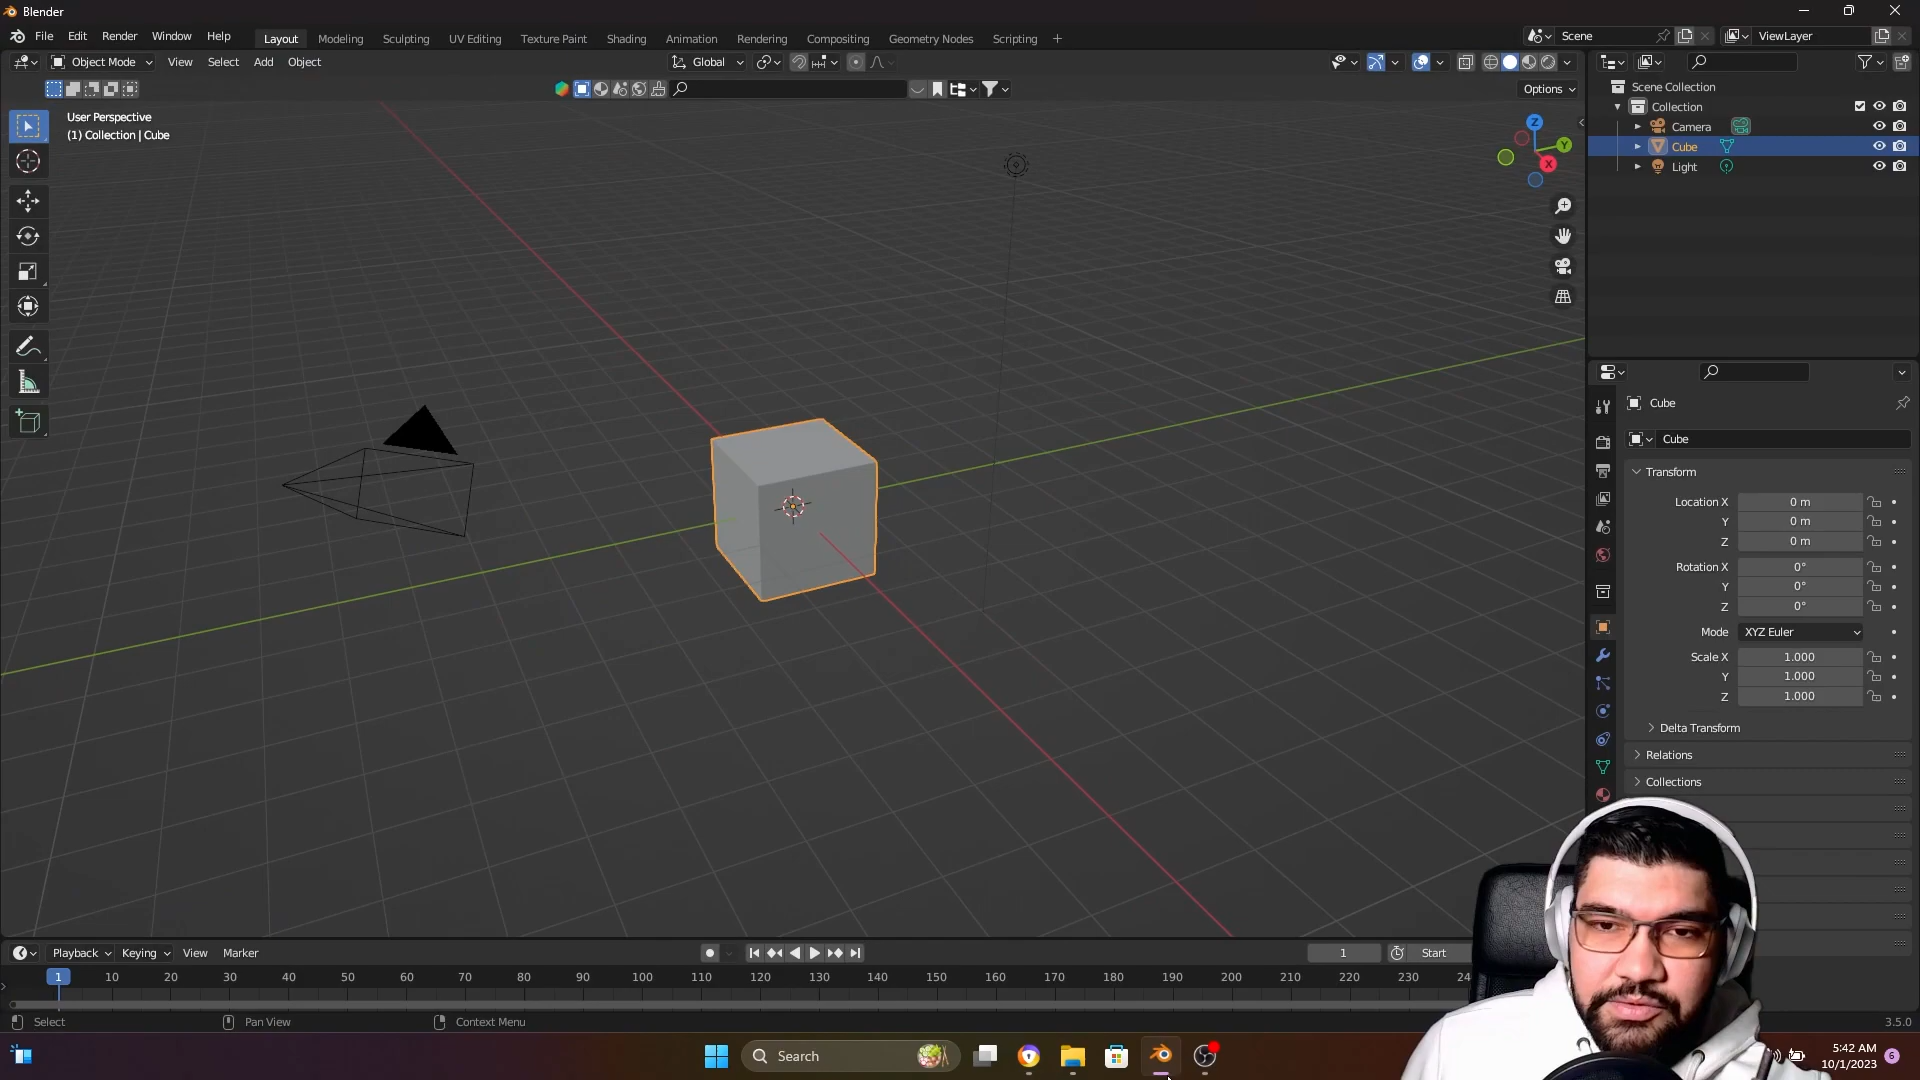 Blender
File Edit Render Window Help Layout Modeling Sculpting UV Editing Texture Paint Shading Animation Rendering Compositing Geometry Nodes Scripting + Scene ViewLayer
Object Mode View Select Add Object Global
Options
User Perspective
(1) Collection | Cube
Z
Y
X
Scene Collection
Collection
Camera
Cube
Light
Cube
Cube
Transform
Location X 0 m
Y 0 m
Z 0 m
Rotation X 0°
Y 0°
Z 0°
Mode XYZ Euler
Scale X 1.000
Y 1.000
Z 1.000
Delta Transform
Relations
Collections
Playback Keying View Marker 1 Start
1 10 20 30 40 50 60 70 80 90 100 110 120 130 140 150 160 170 180 190 200 210 220 230 24
Select Pan View Context Menu 3.5.0
Search
5:42 AM
10/1/2023 6